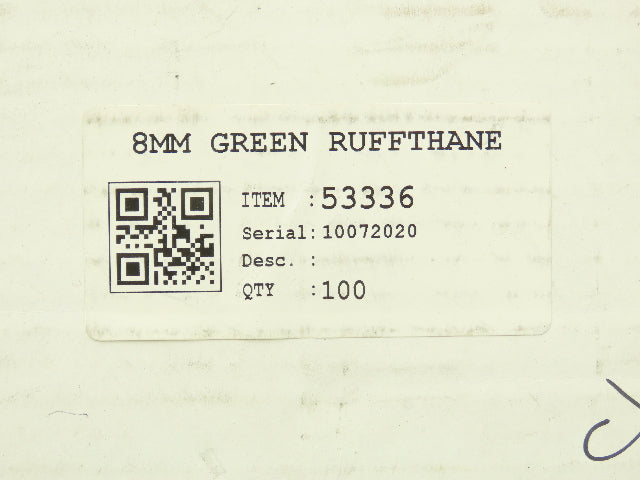 8MM GREEN RUFFTHANE
ITEM :53336
Serial:10072020
Desc. :
QTY :100